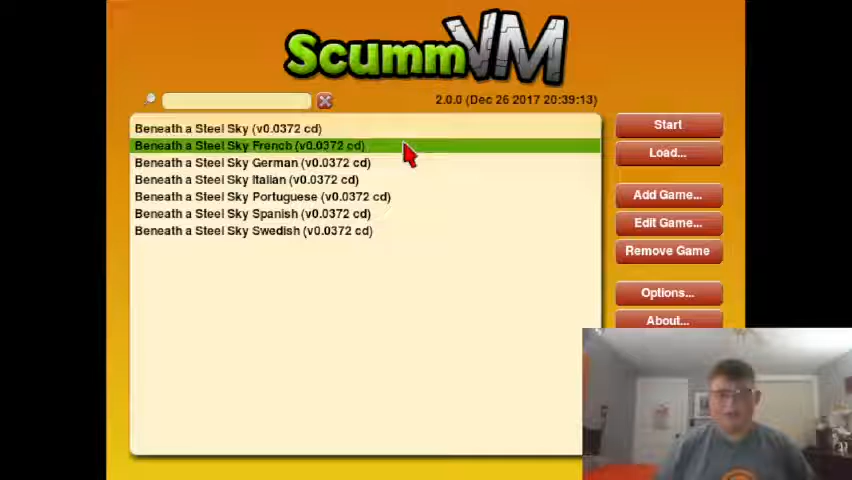 ScummVM
2.0.0 (Dec 26 2017 20:39:13)
Beneath a Steel Sky (v0.0372 cd)
Beneath a Steel Sky French (v0.0372 cd)
Beneath a Steel Sky German (v0.0372 cd)
Beneath a Steel Sky Italian (v0.0372 cd)
Beneath a Steel Sky Portuguese (v0.0372 cd)
Beneath a Steel Sky Spanish (v0.0372 cd)
Beneath a Steel Sky Swedish (v0.0372 cd)
Start
Load...
Add Game...
Edit Game...
Remove Game
Options...
About...